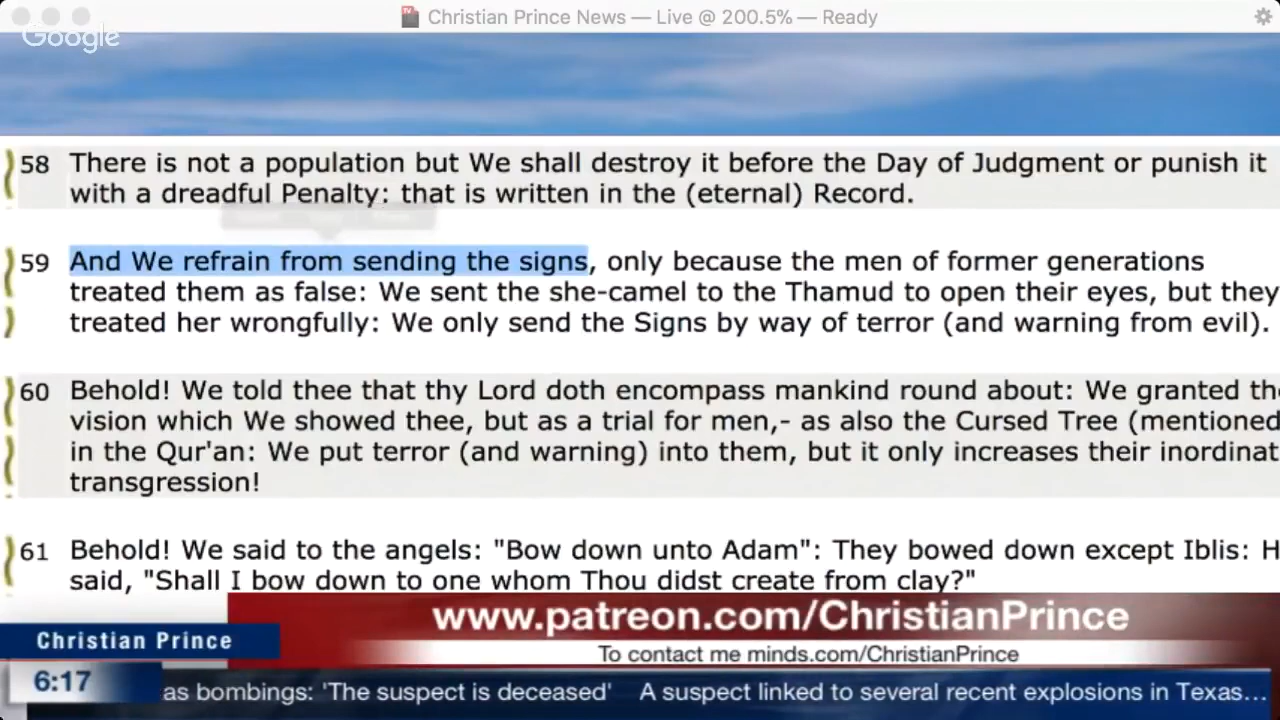 Christian Prince News — Live @ 200.5% — Ready
Google
58 There is not a population but We shall destroy it before the Day of Judgment or punish it
with a dreadful Penalty: that is written in the (eternal) Record.
59 And We refrain from sending the signs, only because the men of former generations
treated them as false: We sent the she-camel to the Thamud to open their eyes, but they
treated her wrongfully: We only send the Signs by way of terror (and warning from evil).
60 Behold! We told thee that thy Lord doth encompass mankind round about: We granted the
vision which We showed thee, but as a trial for men,- as also the Cursed Tree (mentioned
in the Qur'an: We put terror (and warning) into them, but it only increases their inordinat
transgression!
61 Behold! We said to the angels: "Bow down unto Adam": They bowed down except Iblis: H
said, "Shall I bow down to one whom Thou didst create from clay?"
www.patreon.com/ChristianPrince
Christian Prince
To contact me minds.com/ChristianPrince
6:17
as bombings: 'The suspect is deceased' A suspect linked to several recent explosions in Texas...